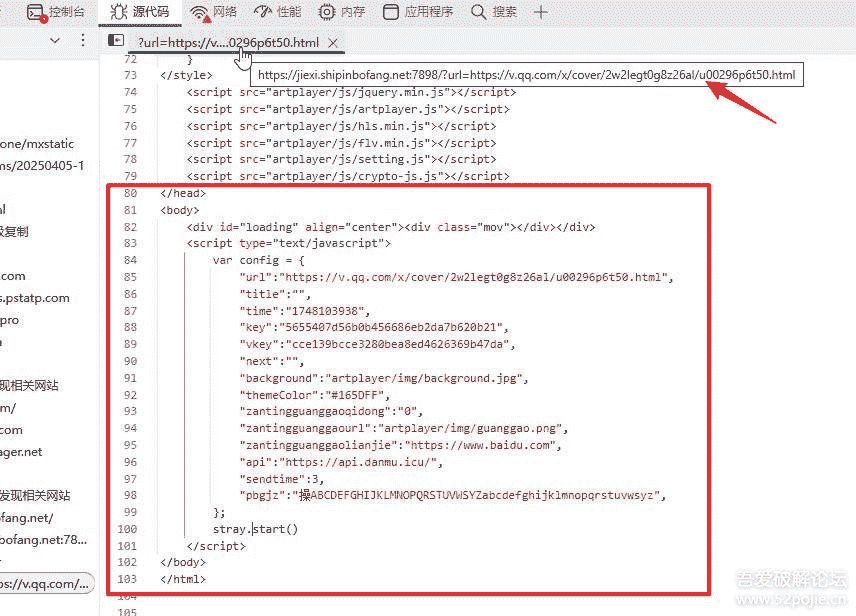 控制台 源代码 网络 性能 内存 应用程序 搜索
?url=https://v....0296p6t50.html
https://jiexi.shipinbofang.net:7898/?url=https://v.qq.com/x/cover/2w2legt0g8z26al/u00296p6t50.html
72 }
73 </style>
74 <script src="artplayer/js/jquery.min.js"></script>
75 <script src="artplayer/js/artplayer.js"></script>
76 <script src="artplayer/js/hls.min.js"></script>
77 <script src="artplayer/js/flv.min.js"></script>
78 <script src="artplayer/js/setting.js"></script>
79 <script src="artplayer/js/crypto-js.js"></script>
80 </head>
81 <body>
82 <div id="loading" align="center"><div class="mov"></div></div>
83 <script type="text/javascript">
84 var config = {
85 "url":"https://v.qq.com/x/cover/2w2legt0g8z26al/u00296p6t50.html",
86 "title":"",
87 "time":"1748103938",
88 "key":"5655407d56b0b456686eb2da7b620b21",
89 "vkey":"cce139bcce3280bea8ed4626369b47da",
90 "next":"",
91 "background":"artplayer/img/background.jpg",
92 "themeColor":"#165DFF",
93 "zantingguanggaoqidong":"0",
94 "zantingguanggaourl":"artplayer/img/guanggao.png",
95 "zantingguanggaolianjie":"https://www.baidu.com",
96 "api":"https://api.danmu.icu/",
97 "sendtime":3,
98 "pbgjz":"操ABCDEFGHIJKLMNOPQRSTUVWSYZabcdefghijklmnopqrstuvwsyz",
99 };
100 stray.start()
101 </script>
102 </body>
103 </html>
104
105
one/mxstatic
ms/20250405-1
al
及复制
.com
s.pstatp.com
pro
发现相关网站
m/
com
ager.net
发现相关网站
fang.net/
bofang.net:78...
ps://v.qq.com/...
吾爱破解论坛
www.52pojie.cn